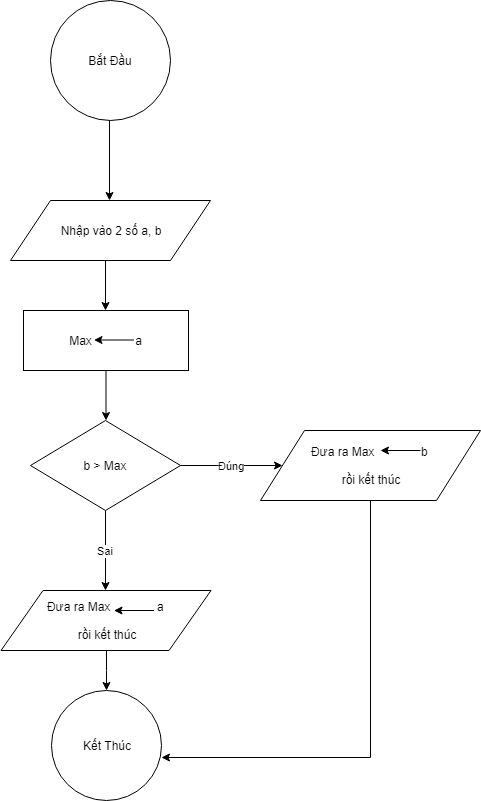 Bắt Đầu
Nhập vào 2 số a, b
Max a
b > Max
Đúng
Đưa ra Max b
rồi kết thúc
Sai
Đưa ra Max a
rồi kết thúc
Kết Thúc